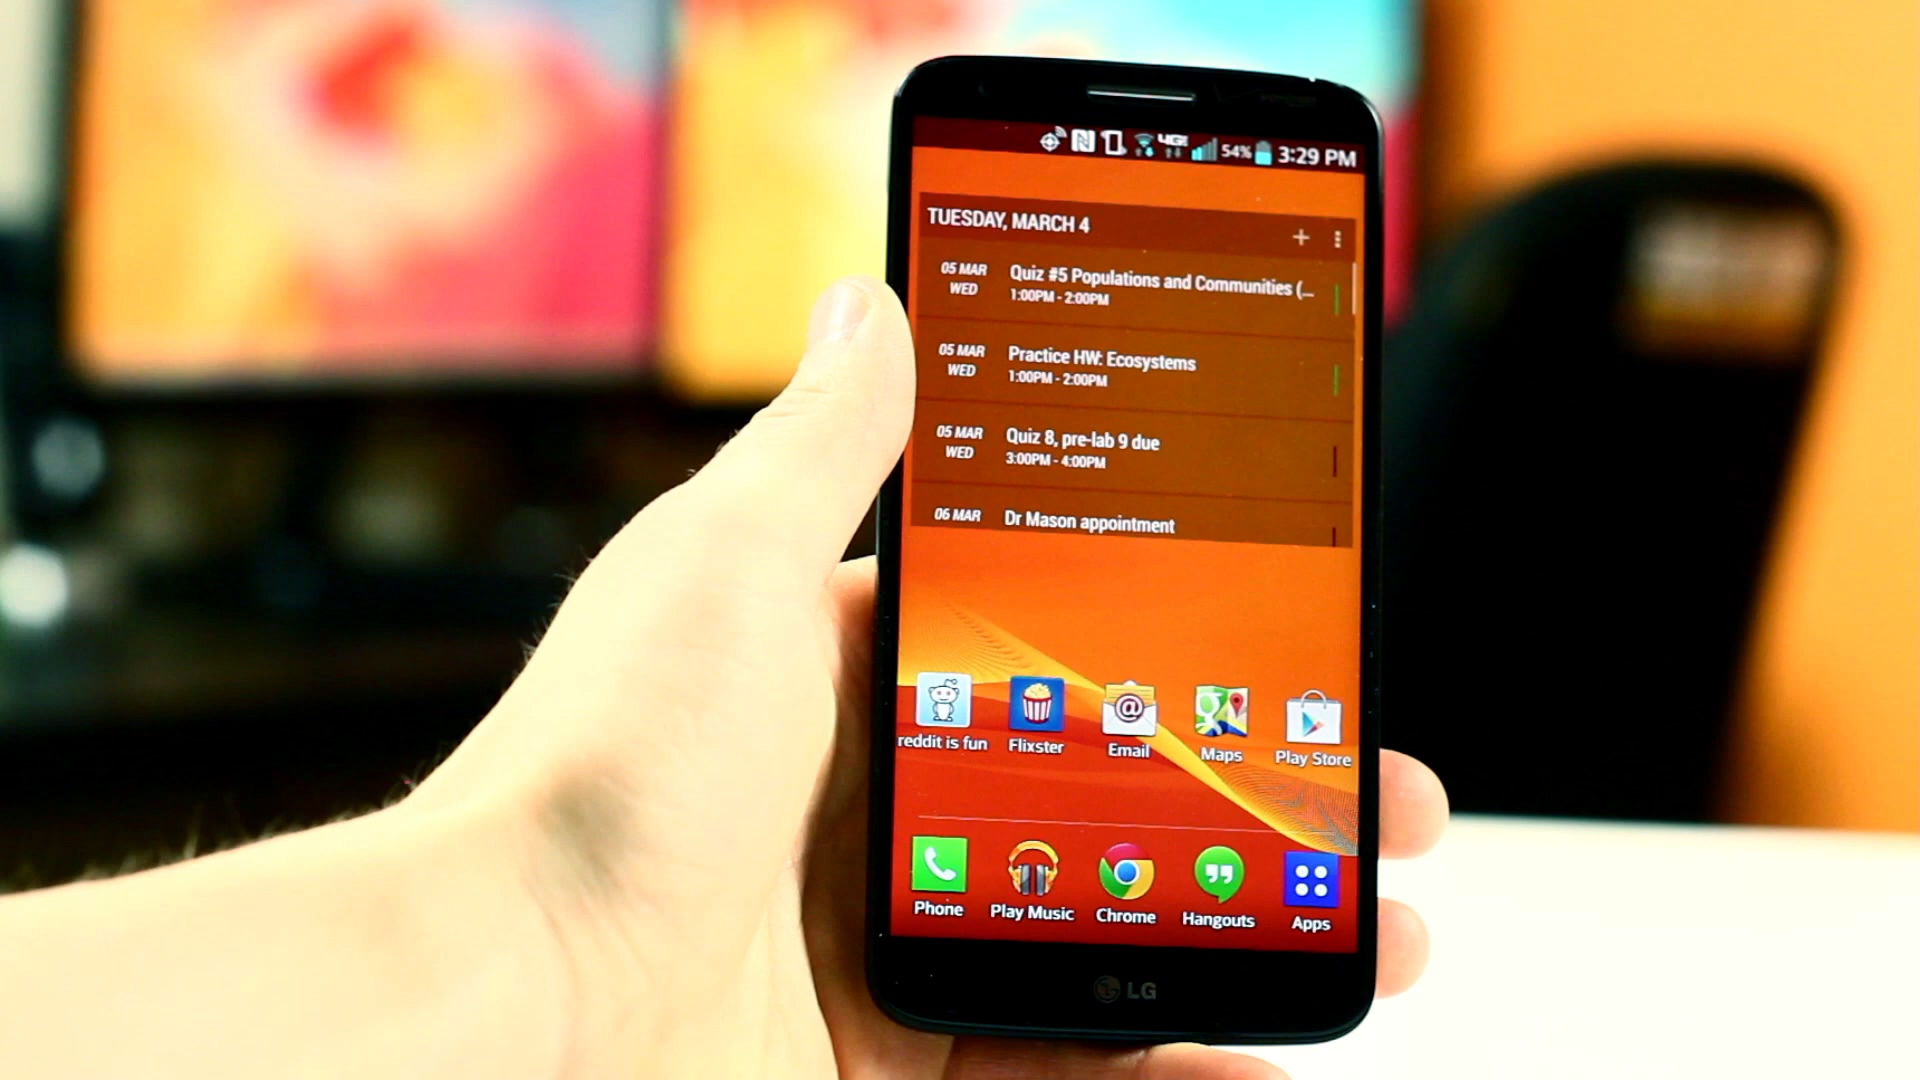 4G
54% 3:29 PM
TUESDAY, MARCH 4
05 MAR
WED
Quiz #5 Populations and Communities (...
1:00PM - 2:00PM
05 MAR
WED
Practice HW: Ecosystems
1:00PM - 2:00PM
05 MAR
WED
Quiz 8, pre-lab 9 due
3:00PM - 4:00PM
06 MAR
Dr Mason appointment
reddit is fun
Flixster
Email
Maps
Play Store
Phone
Play Music
Chrome
Hangouts
Apps
LG